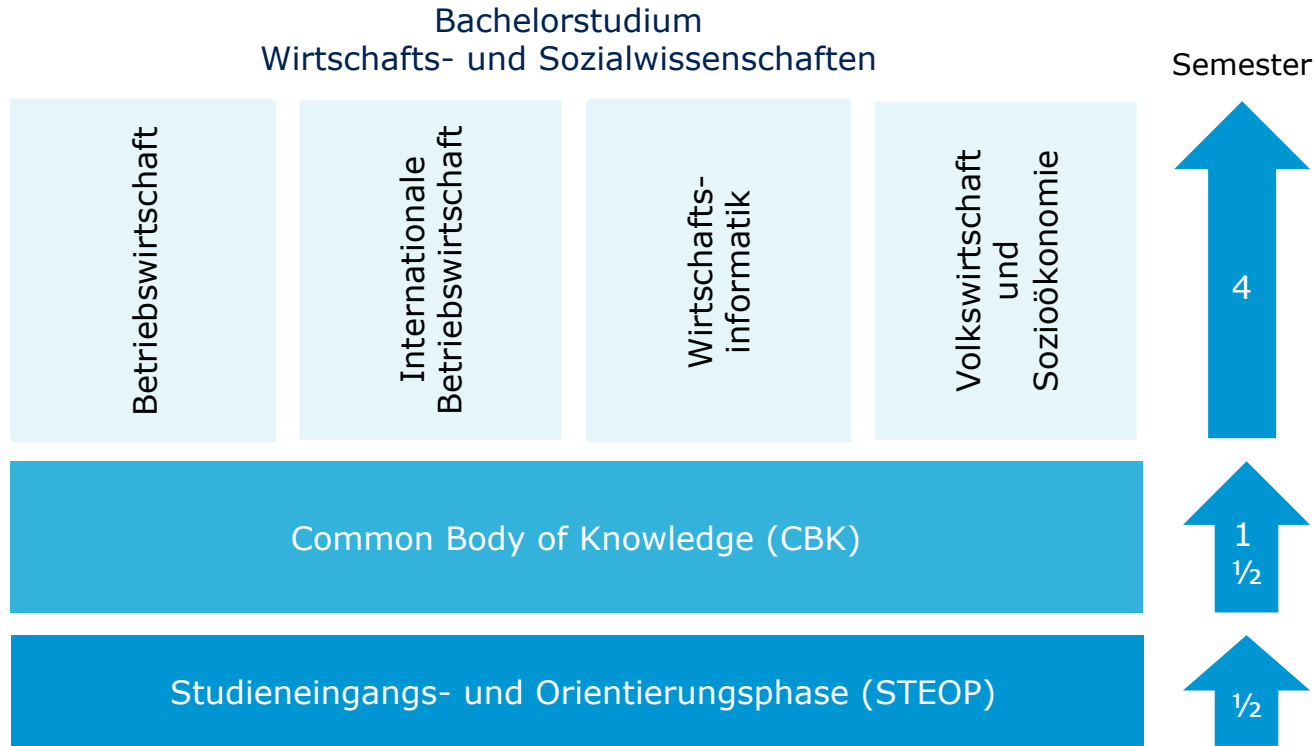 Bachelorstudium
Wirtschafts- und Sozialwissenschaften
Semester
Betriebswirtschaft
Internationale
Betriebswirtschaft
Wirtschafts-
informatik
Volkswirtschaft
und
Sozioökonomie
4
Common Body of Knowledge (CBK)
1
½
Studieneingangs- und Orientierungsphase (STEOP)
½